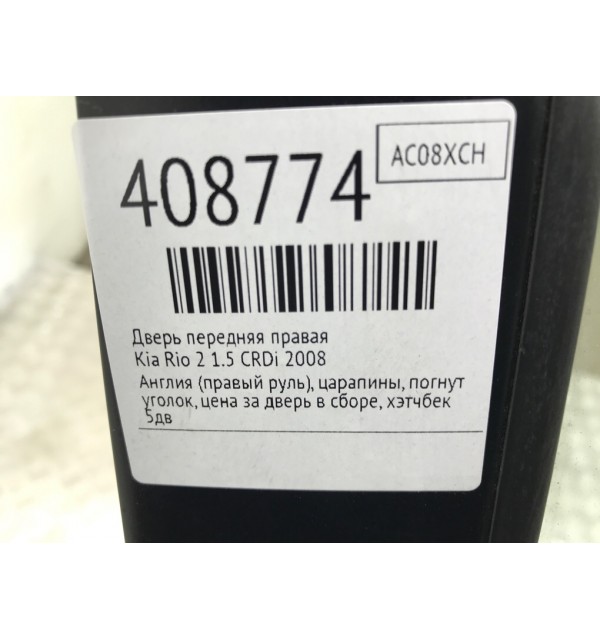 AC08XCH
408774
Дверь передняя правая
Kia Rio 2 1.5 CRDi 2008
Англия (правый руль), царапины, погнут
уголок, цена за дверь в сборе, хэтчбек
5дв